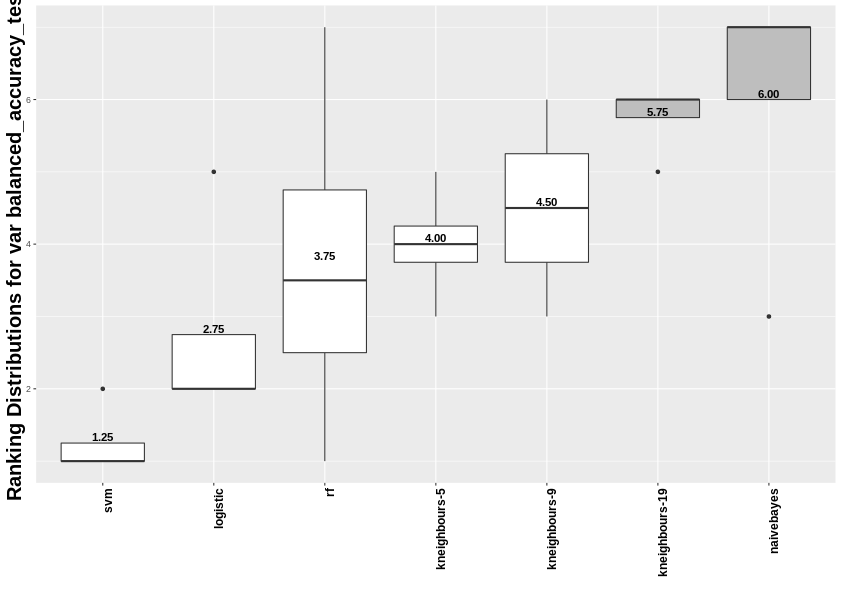 Ranking Distributions for var balanced_accuracy_tes
6
4
2
1.25
2.75
3.75
4.00
4.50
5.75
6.00
svm
logistic
rf
kneighbours-5
kneighbours-9
kneighbours-19
naivebayes